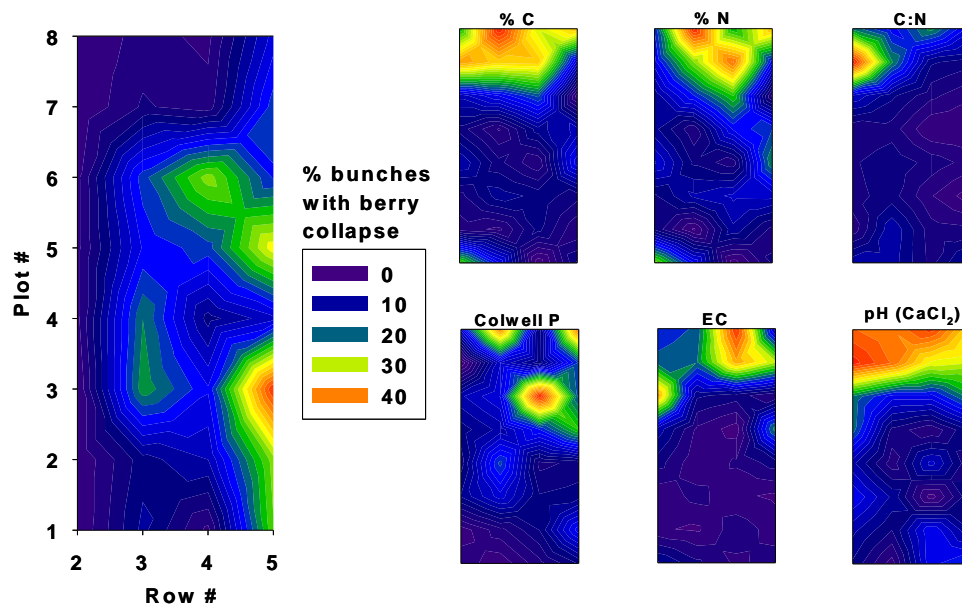 % C
% N
C:N
8
7
6
5
4
3
2
1
Plot #
2 3 4 5
Row #
% bunches
with berry
collapse
0
10
20
30
40
Colwell P
EC
pH (CaCl₂)